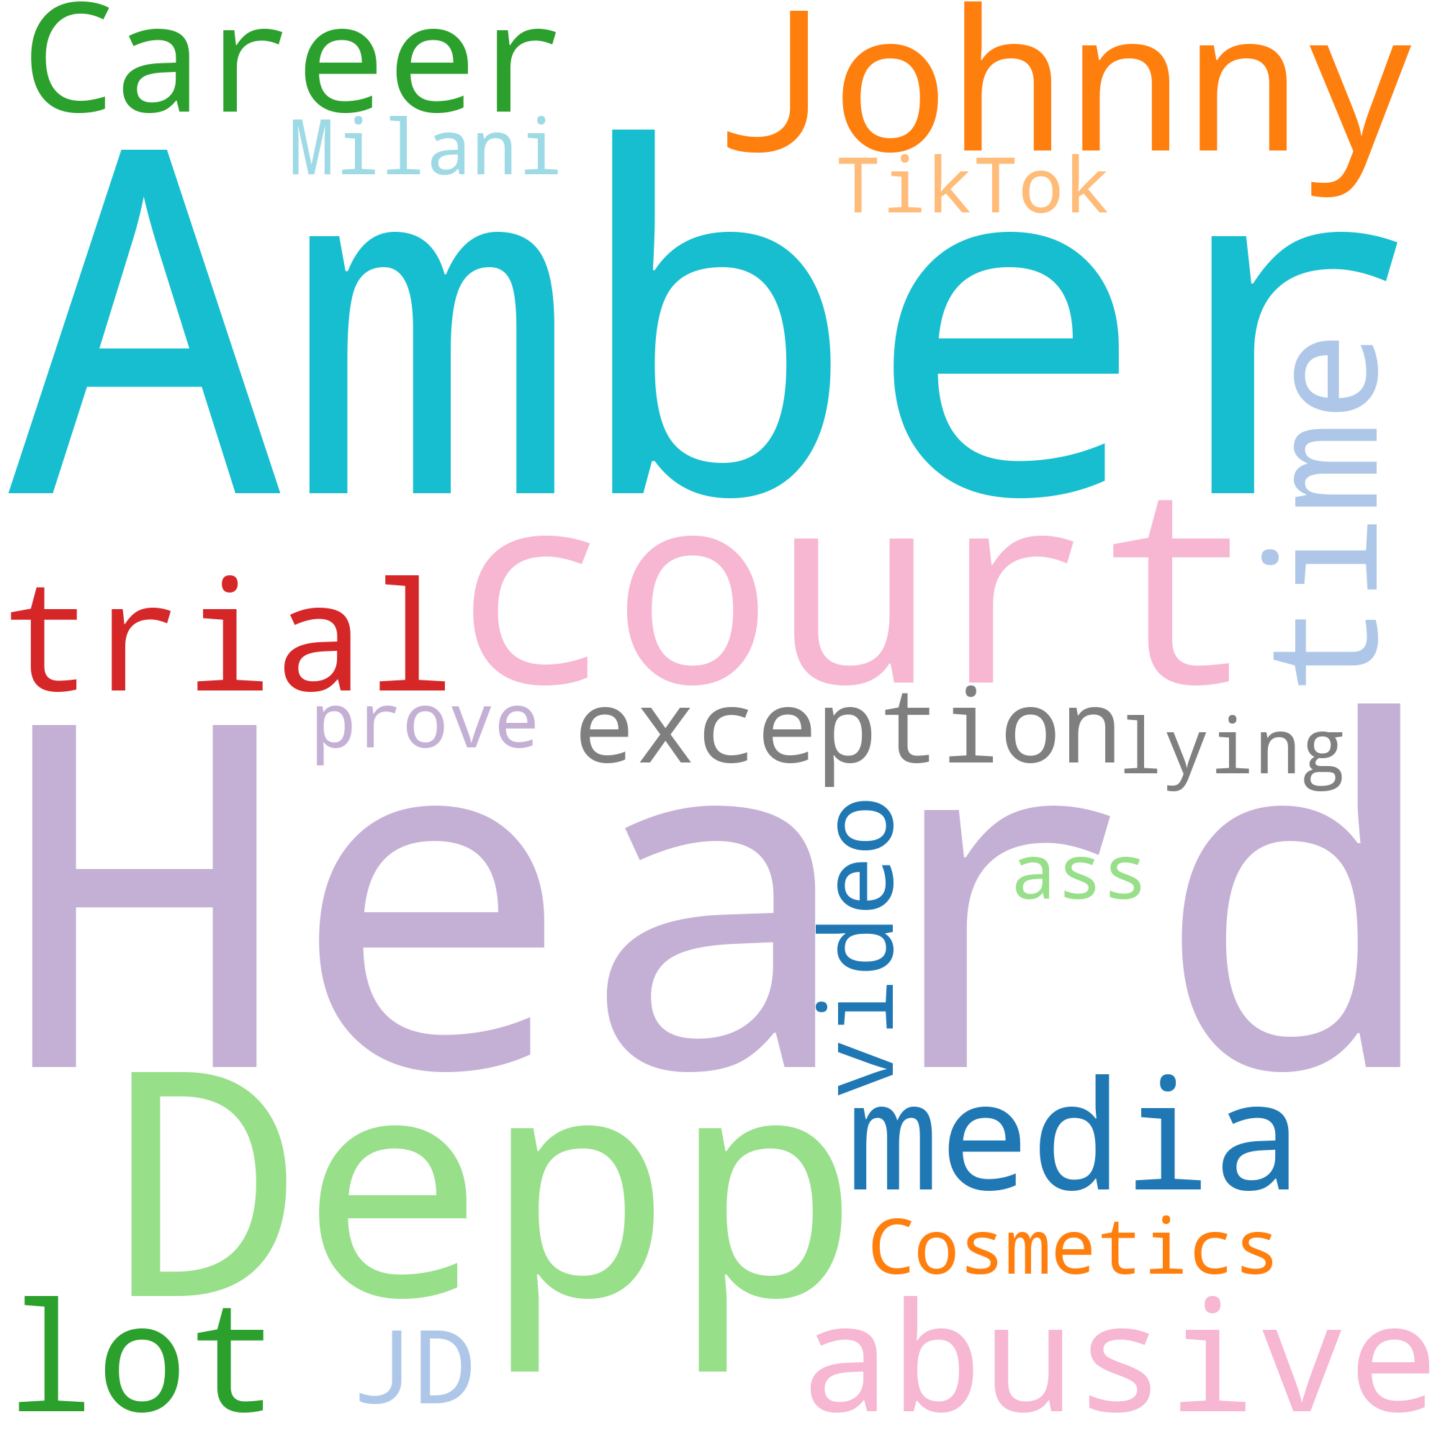 Career
Johnny
Milani
TikTok
Amber
time
court
trial
prove
exception
lying
Heard
video
ass
Depp
media
Cosmetics
lot
JD
abusive